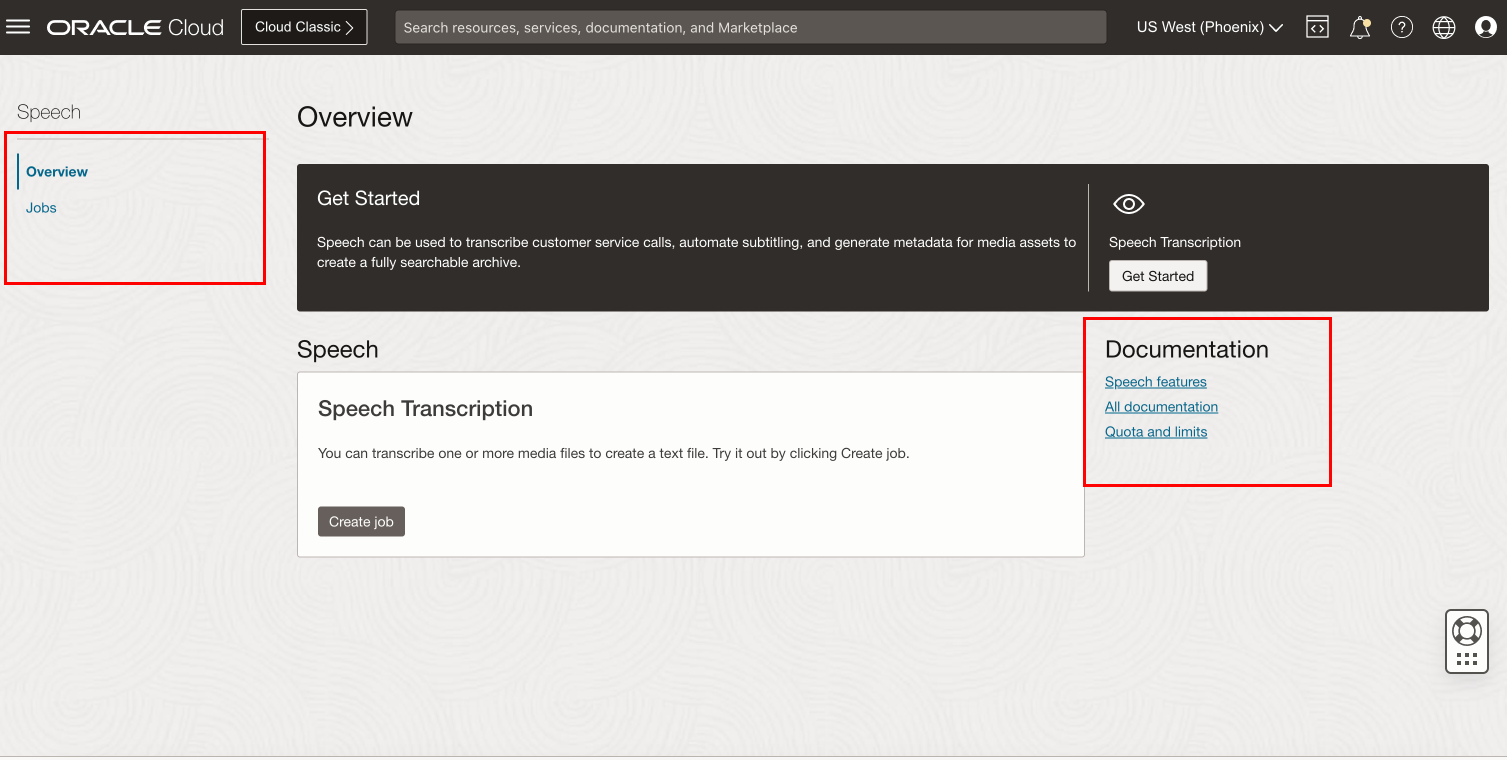 ORACLE Cloud
Cloud Classic
Search resources, services, documentation, and Marketplace
US West (Phoenix)
Speech
Overview
Jobs
Overview
Get Started
Speech can be used to transcribe customer service calls, automate subtitling, and generate metadata for media assets to
create a fully searchable archive.
Speech Transcription
Get Started
Speech
Speech Transcription
You can transcribe one or more media files to create a text file. Try it out by clicking Create job.
Create job
Documentation
Speech features
All documentation
Quota and limits